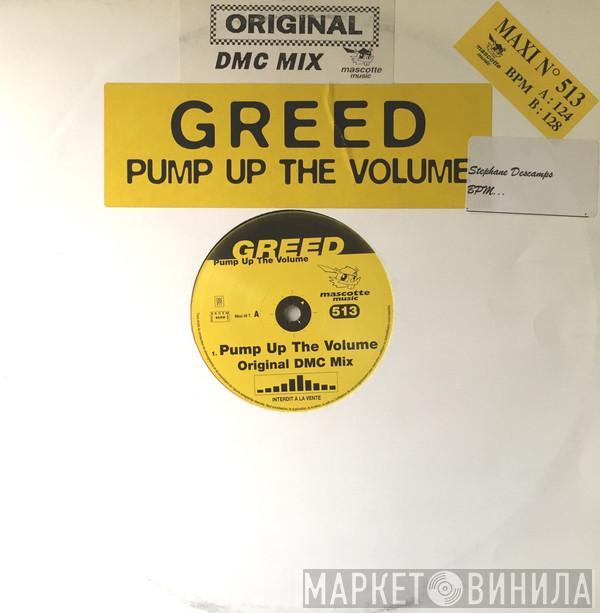 ORIGINAL
DMC MIX
mascotte
music
MAXI N° 513
BPM A : 124
B : 128
mascotte
music
GREED
PUMP UP THE VOLUME
Stephane Descamps
BPM...
GREED
Pump Up The Volume
mascotte
music
513
A
1. Pump Up The Volume
Original DMC Mix
INTERDIT A LA VENTE
МАРКЕТ ВИНИЛА